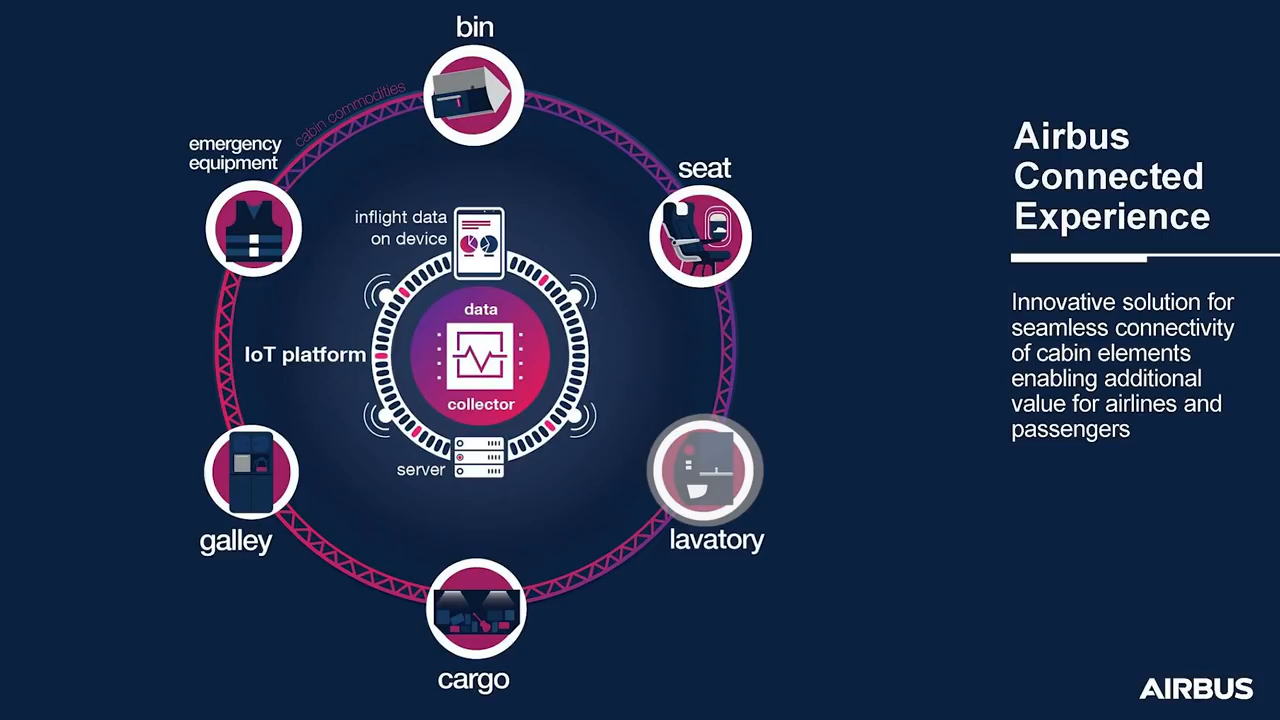 bin
cabin commodities
emergency
equipment
seat
inflight data
on device
data
IoT platform
collector
server
galley
lavatory
cargo
Airbus
Connected
Experience
Innovative solution for
seamless connectivity
of cabin elements
enabling additional
value for airlines and
passengers
AIRBUS